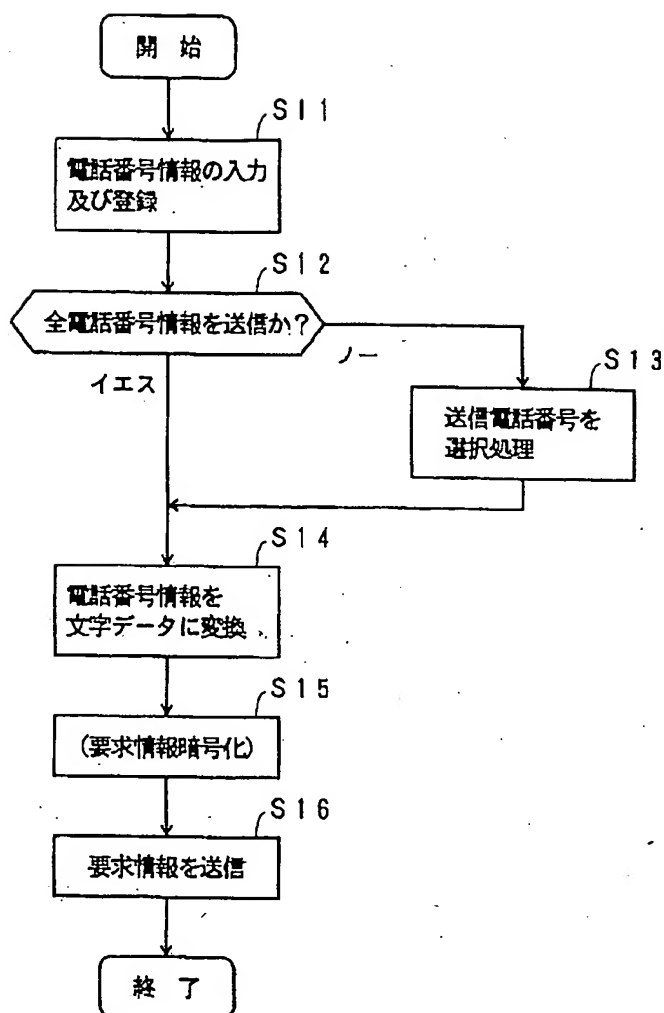 開始
S11
電話番号情報の入力
及び登録
S12
全電話番号情報を送信か?
ノー
イエス
S13
送信電話番号を
選択処理
S14
電話番号情報を
文字データに変換
S15
(要求情報暗号化)
S16
要求情報を送信
終了